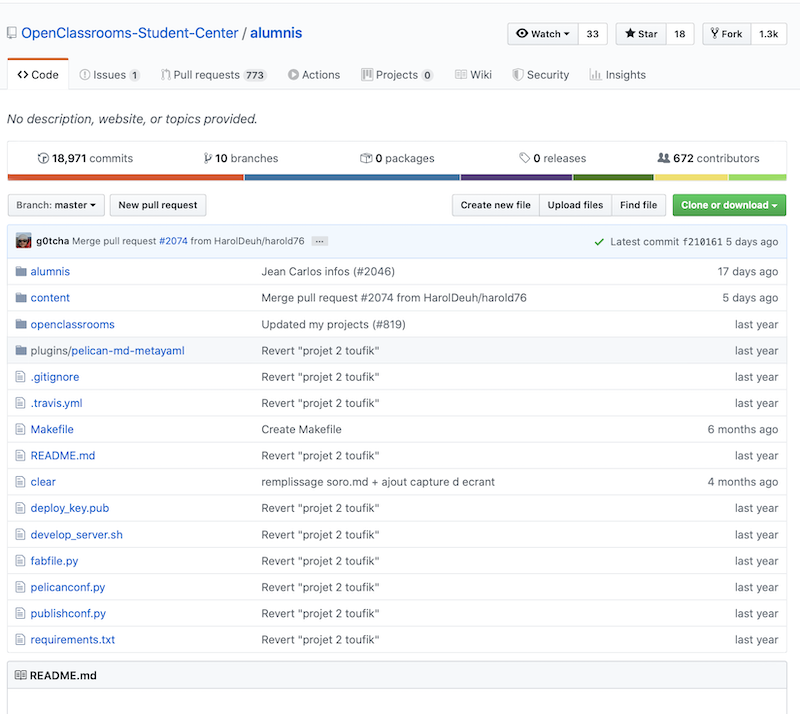 OpenClassrooms-Student-Center / alumnis Watch 33 Star 18 Fork 1.3k
Code Issues 1 Pull requests 773 Actions Projects 0 Wiki Security Insights
No description, website, or topics provided.
18,971 commits 10 branches 0 packages 0 releases 672 contributors
Branch: master New pull request Create new file Upload files Find file Clone or download
g0tcha Merge pull request #2074 from HarolDeuh/harold76 ... Latest commit f210161 5 days ago
alumnis Jean Carlos infos (#2046) 17 days ago
content Merge pull request #2074 from HarolDeuh/harold76 5 days ago
openclassrooms Updated my projects (#819) last year
plugins/pelican-md-metayaml Revert "projet 2 toufik" last year
.gitignore Revert "projet 2 toufik" last year
.travis.yml Revert "projet 2 toufik" last year
Makefile Create Makefile 6 months ago
README.md Revert "projet 2 toufik" last year
clear remplissage soro.md + ajout capture d ecrant 4 months ago
deploy_key.pub Revert "projet 2 toufik" last year
develop_server.sh Revert "projet 2 toufik" last year
fabfile.py Revert "projet 2 toufik" last year
pelicanconf.py Revert "projet 2 toufik" last year
publishconf.py Revert "projet 2 toufik" last year
requirements.txt Revert "projet 2 toufik" last year
README.md